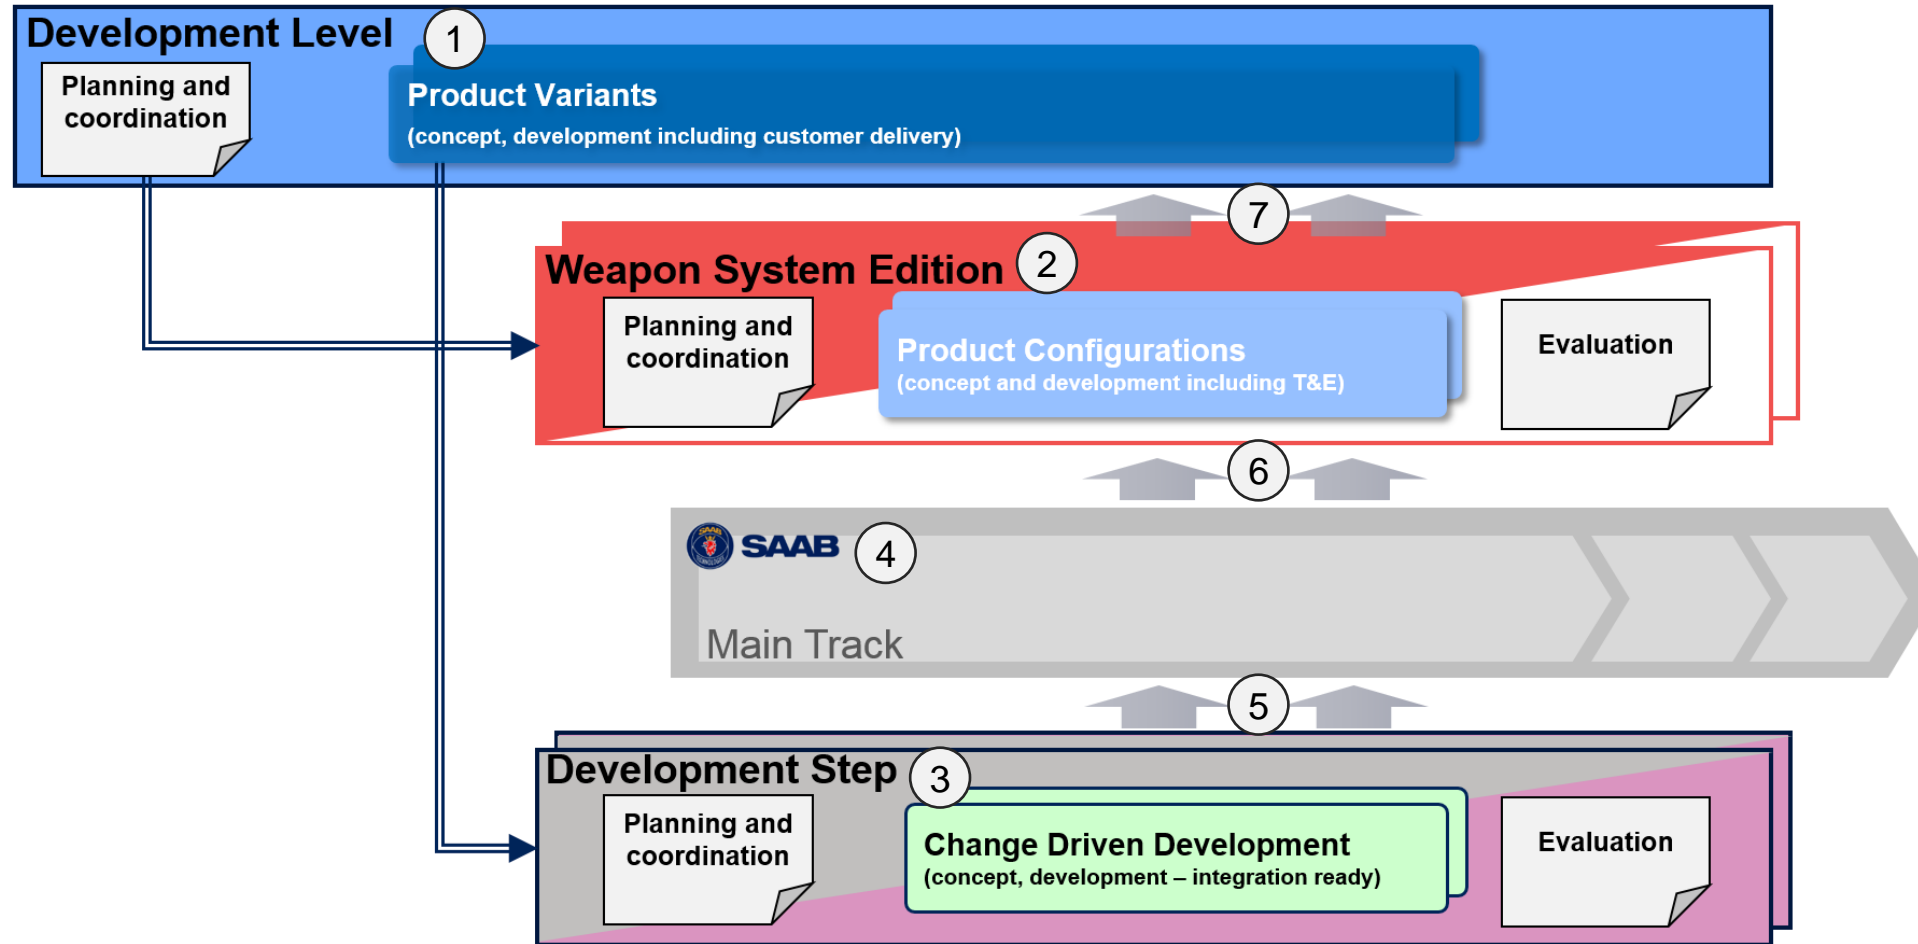 Development Level
1
Planning and
coordination
Product Variants
(concept, development including customer delivery)
7
Weapon System Edition
2
Planning and
coordination
Product Configurations
(concept and development including T&E)
Evaluation
6
SAAB
4
Main Track
5
Development Step
3
Planning and
coordination
Change Driven Development
(concept, development – integration ready)
Evaluation